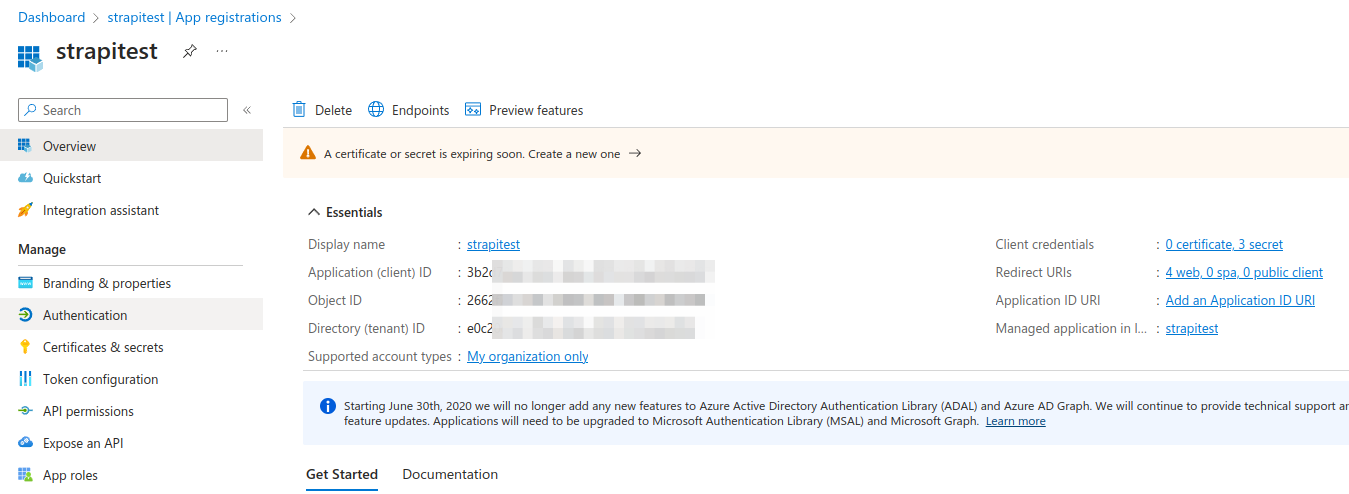 Dashboard > strapitest | App registrations >
strapitest
Search
«
Delete
Endpoints
Preview features
Overview
Quickstart
Integration assistant
Manage
Branding & properties
Authentication
Certificates & secrets
Token configuration
API permissions
Expose an API
App roles
A certificate or secret is expiring soon. Create a new one →
Essentials
Display name : strapitest
Application (client) ID : 3b2
Object ID : 2662
Directory (tenant) ID : e0c2
Supported account types : My organization only
Client credentials : 0 certificate, 3 secret
Redirect URIs : 4 web, 0 spa, 0 public client
Application ID URI : Add an Application ID URI
Managed application in l... : strapitest
Starting June 30th, 2020 we will no longer add any new features to Azure Active Directory Authentication Library (ADAL) and Azure AD Graph. We will continue to provide technical support
feature updates. Applications will need to be upgraded to Microsoft Authentication Library (MSAL) and Microsoft Graph. Learn more
Get Started
Documentation